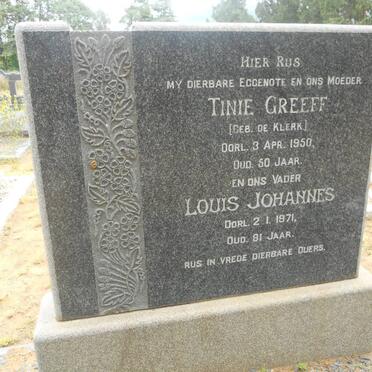 HIER RUS
MY DIERBARE EGGENOTE EN ONS MOEDER
TINIE GREEFF
[GEB. DE KLERK]
OORL. 3 APR. 1950,
OUD. 50 JAAR.
EN ONS VADER
LOUIS JOHANNES
OORL. 2.1.1971,
OUD. 81 JAAR.
RUS IN VREDE DIERBARE OUERS.